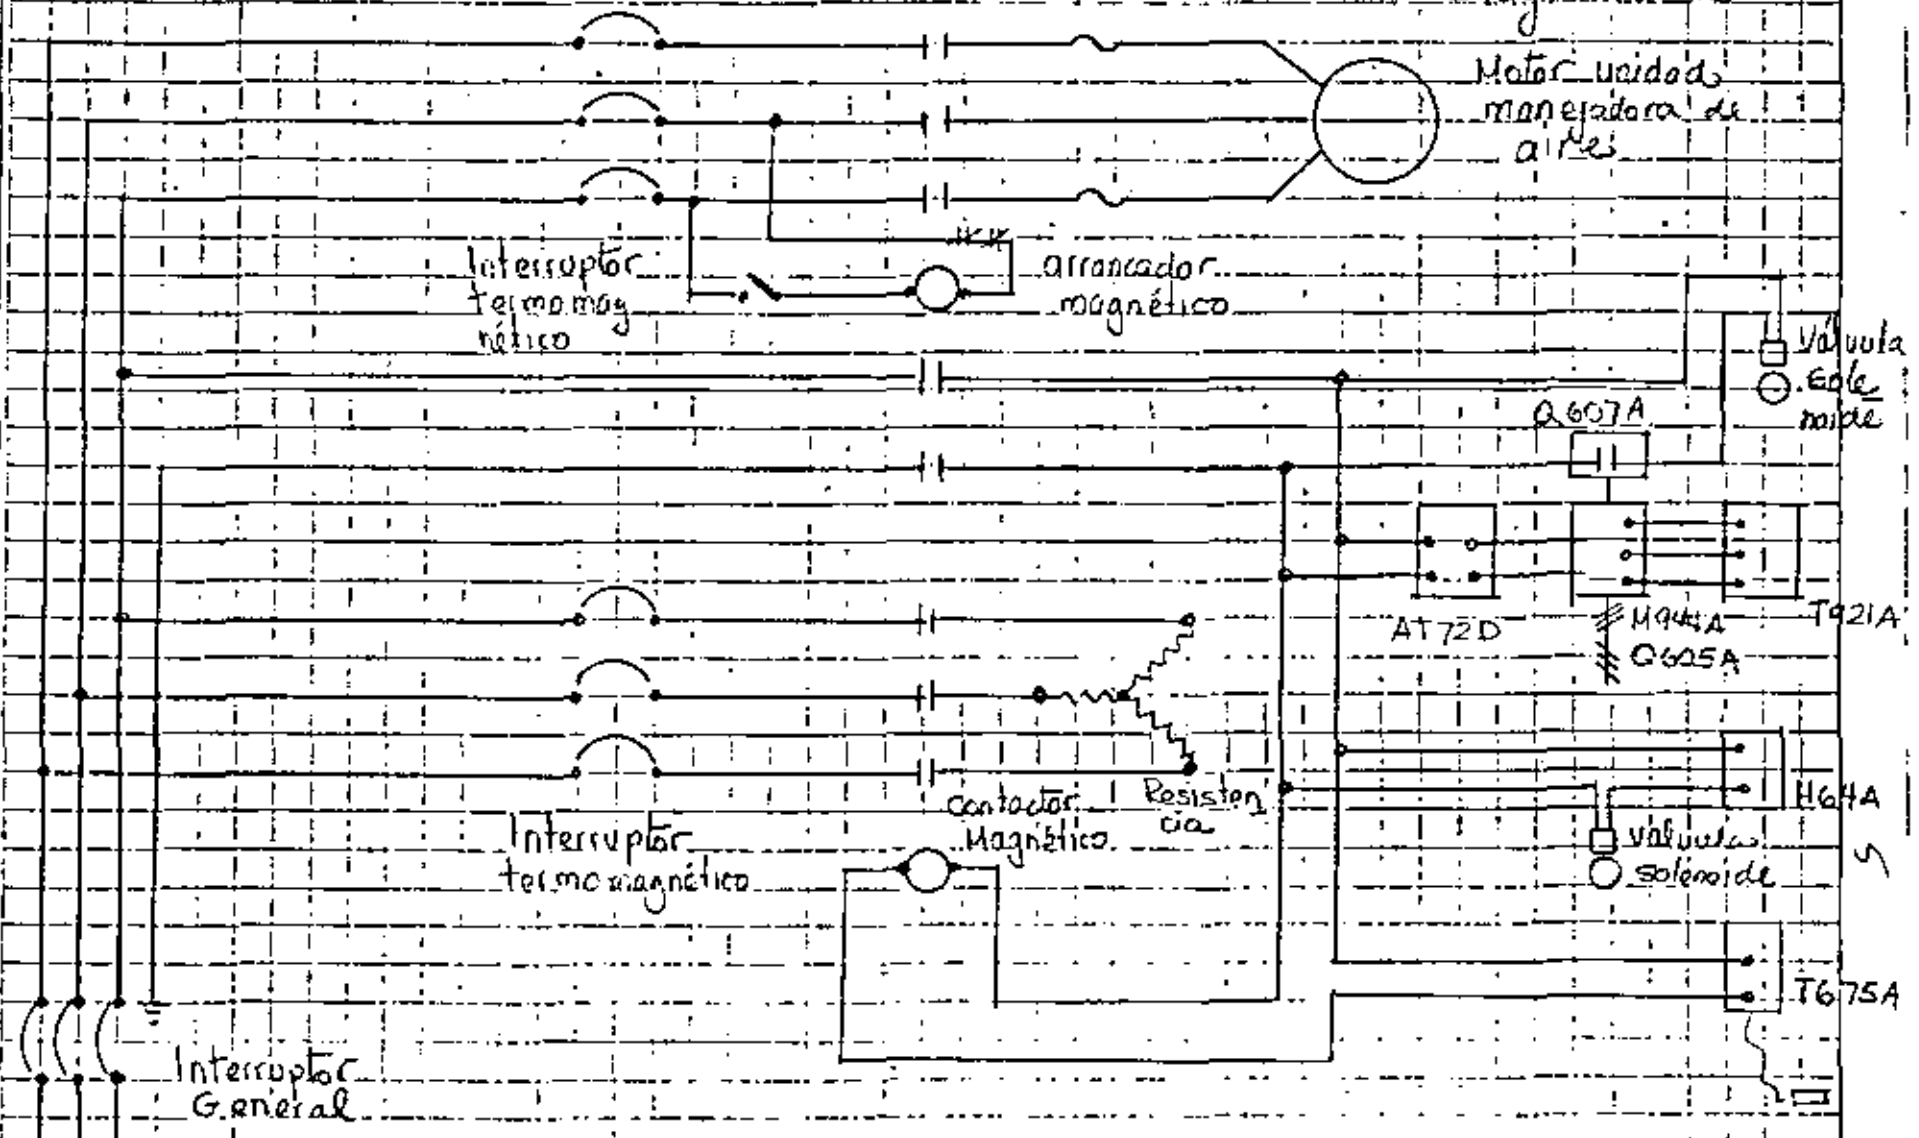 Motor unidad
manejadora de
aire
Interruptor
termomag
nético
arrancador
magnético
Válvula
sole
noide
Q607A
AT72D
M944A
Q605A
T921A
Contactor
Magnético
Resisten
cia
H64A
Interruptor
termomagnético
Valvula
solenoide
T675A
Interruptor
General